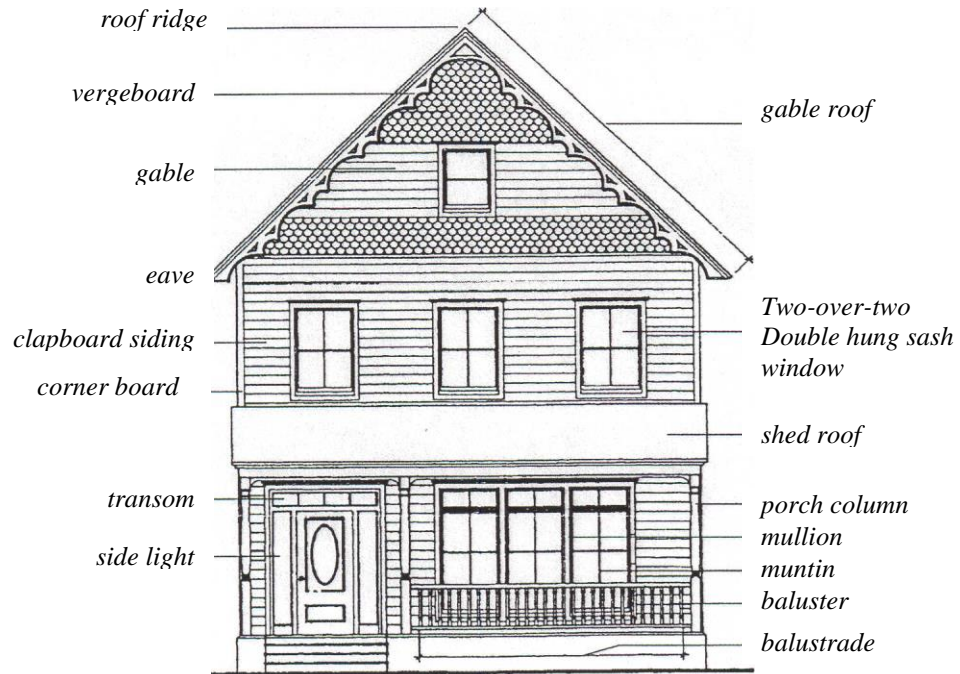 roof ridge
vergeboard
gable
eave
clapboard siding
corner board
transom
side light
gable roof
Two-over-two
Double hung sash
window
shed roof
porch column
mullion
muntin
baluster
balustrade